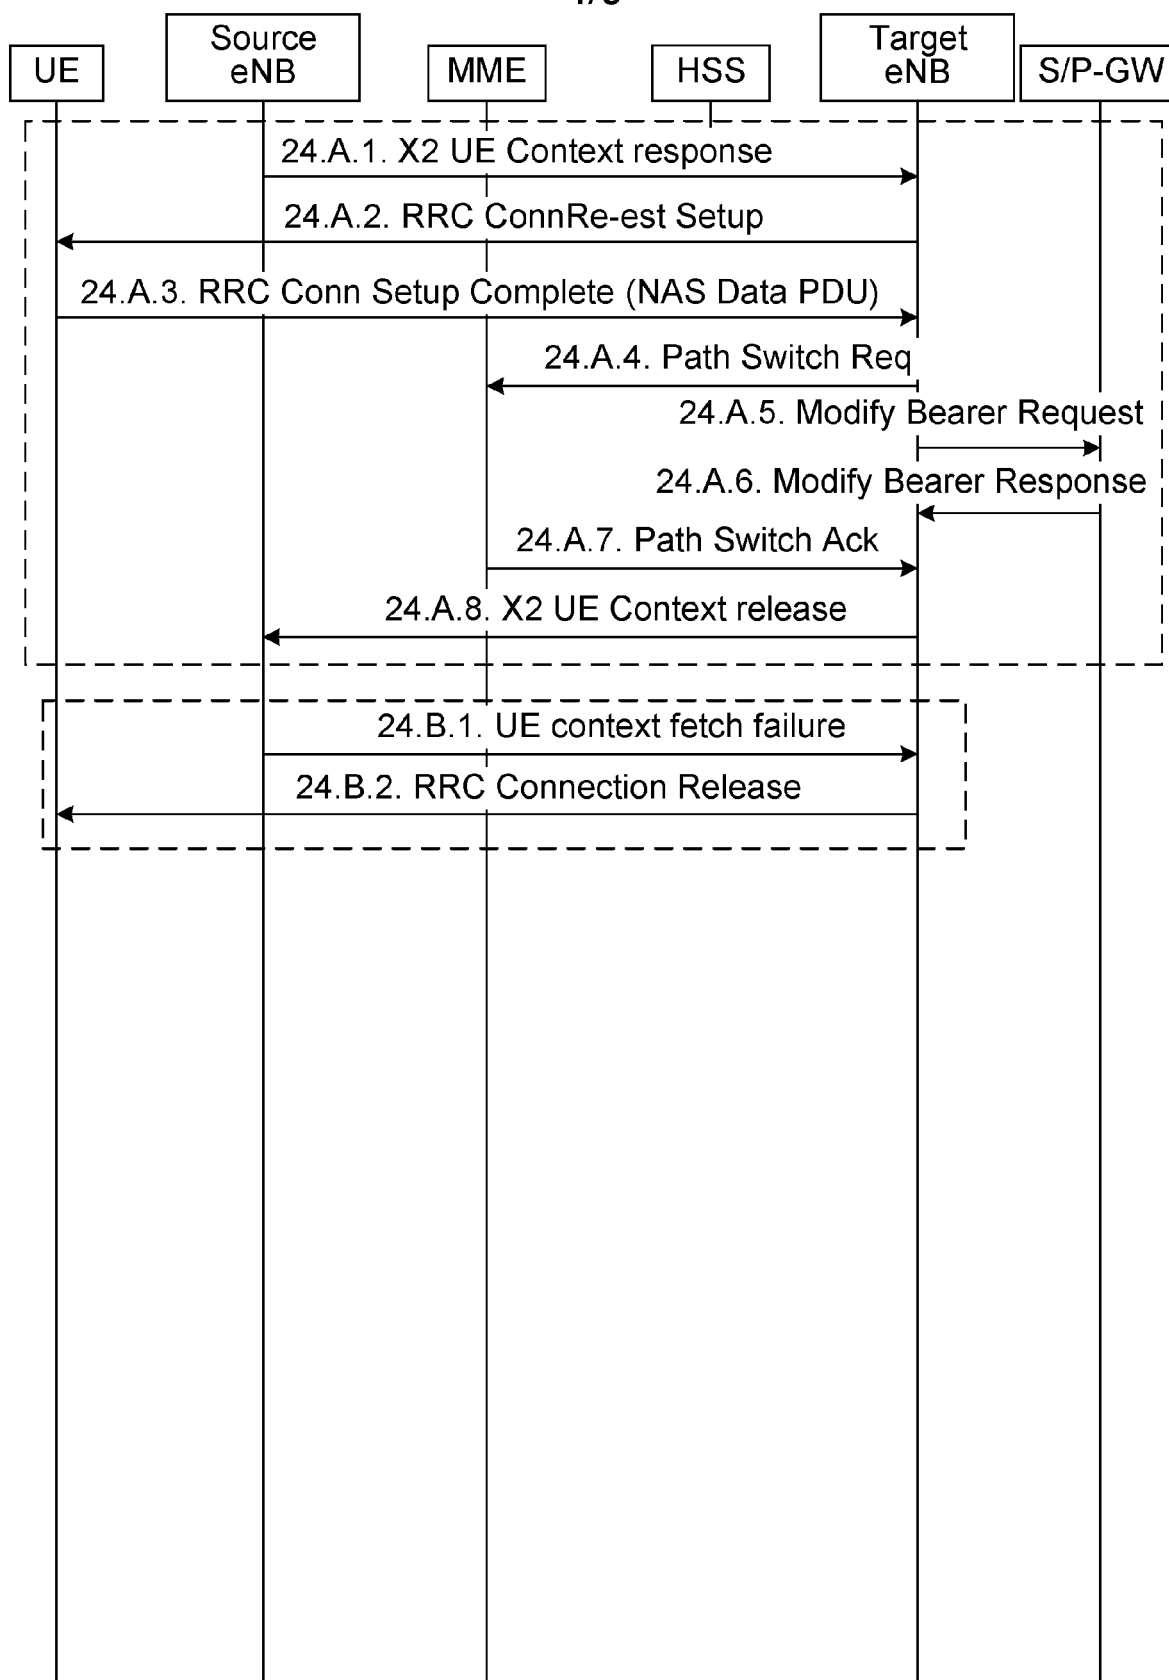 UE
Source
eNB
MME
HSS
Target
eNB
S/P-GW
24.A.1. X2 UE Context response
24.A.2. RRC ConnRe-est Setup
24.A.3. RRC Conn Setup Complete (NAS Data PDU)
24.A.4. Path Switch Req
24.A.5. Modify Bearer Request
24.A.6. Modify Bearer Response
24.A.7. Path Switch Ack
24.A.8. X2 UE Context release
24.B.1. UE context fetch failure
24.B.2. RRC Connection Release